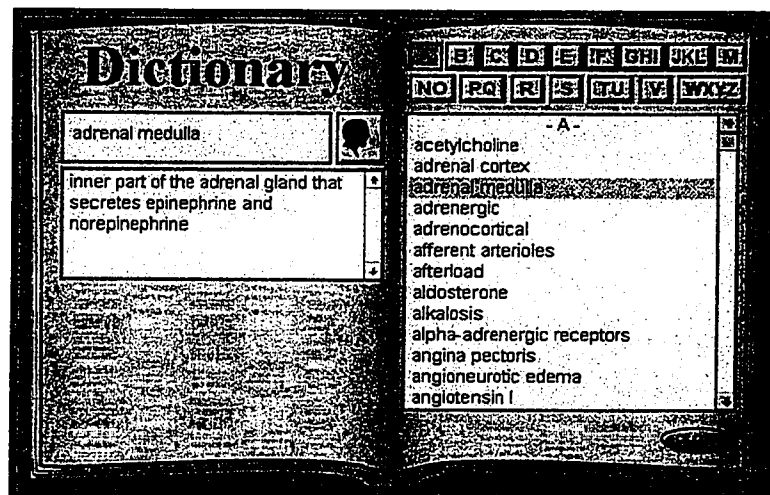 Dictionary
adrenal medulla
inner part of the adrenal gland that
secretes epinephrine and
norepinephrine
B C D E F GHI JKL M
NO PQ R S TU V WXYZ
- A -
acetylcholine
adrenal cortex
adrenal medulla
adrenergic
adrenocortical
afferent arterioles
afterload
aldosterone
alkalosis
alpha-adrenergic receptors
angina pectoris
angioneurotic edema
angiotensin I